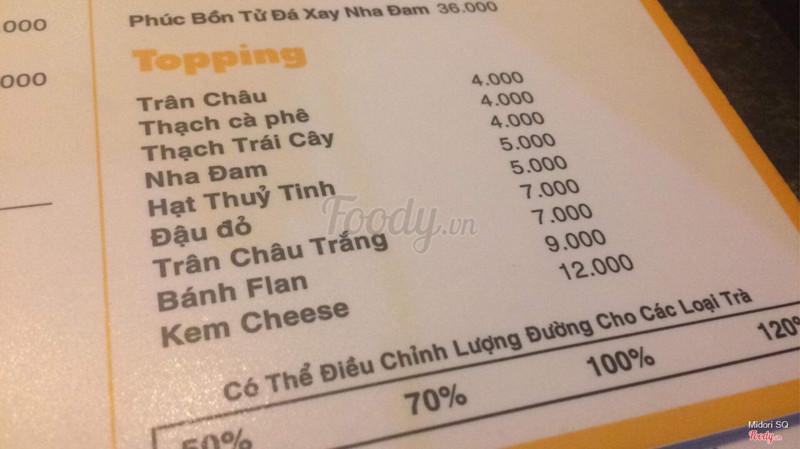 000
000
Phúc Bồn Tử Đá Xay Nha Đam 36.000
Topping
Trân Châu 4.000
Thạch cà phê 4.000
Thạch Trái Cây 4.000
Nha Đam 5.000
Hạt Thuỷ Tinh 5.000
Đậu đỏ 7.000
Trân Châu Trắng 7.000
Bánh Flan 9.000
Kem Cheese 12.000
Có Thể Điều Chỉnh Lượng Đường Cho Các Loại Trà
50% 70% 100% 120%
Foody.vn
Midori SQ
Foody.vn